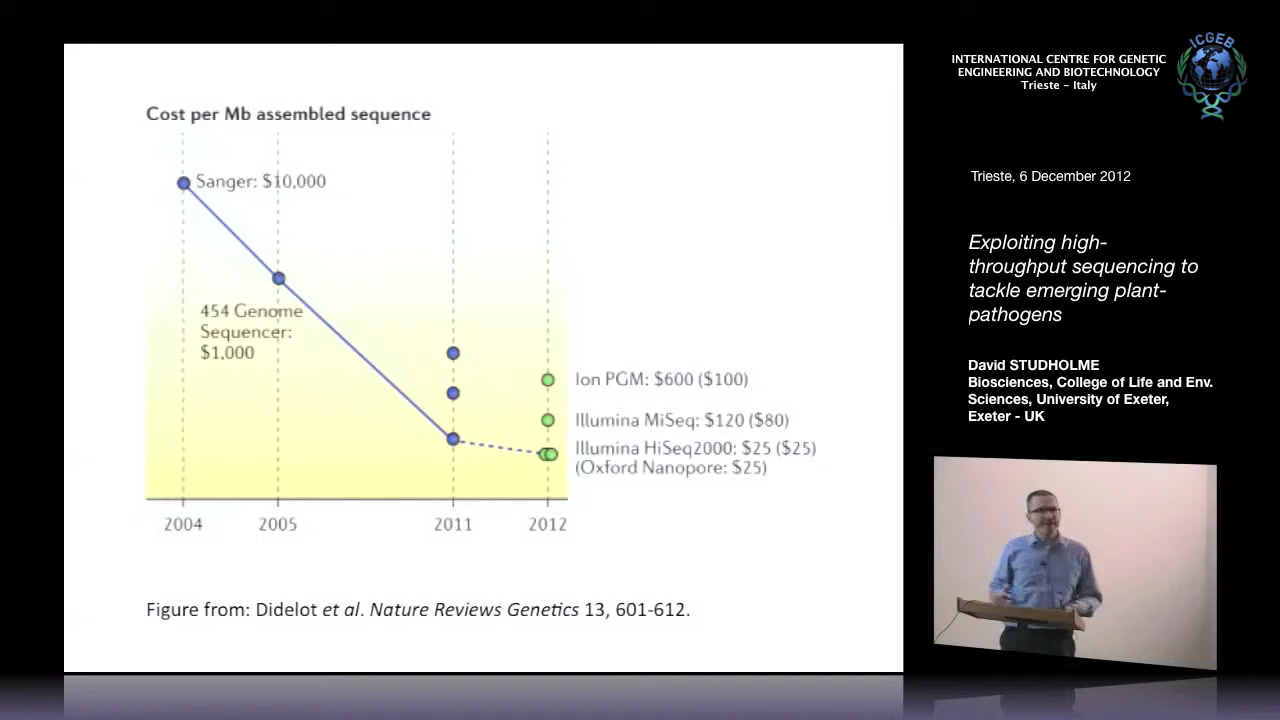 Cost per Mb assembled sequence
Sanger: $10,000
454 Genome
Sequencer:
$1,000
Ion PGM: $600 ($100)
Illumina MiSeq: $120 ($80)
Illumina HiSeq2000: $25 ($25)
(Oxford Nanopore: $25)
2004 2005 2011 2012
Figure from: Didelot et al. Nature Reviews Genetics 13, 601-612.
INTERNATIONAL CENTRE FOR GENETIC
ENGINEERING AND BIOTECHNOLOGY
Trieste – Italy
ICGEB
Trieste, 6 December 2012
Exploiting high-
throughput sequencing to
tackle emerging plant-
pathogens
David STUDHOLME
Biosciences, College of Life and Env.
Sciences, University of Exeter,
Exeter - UK